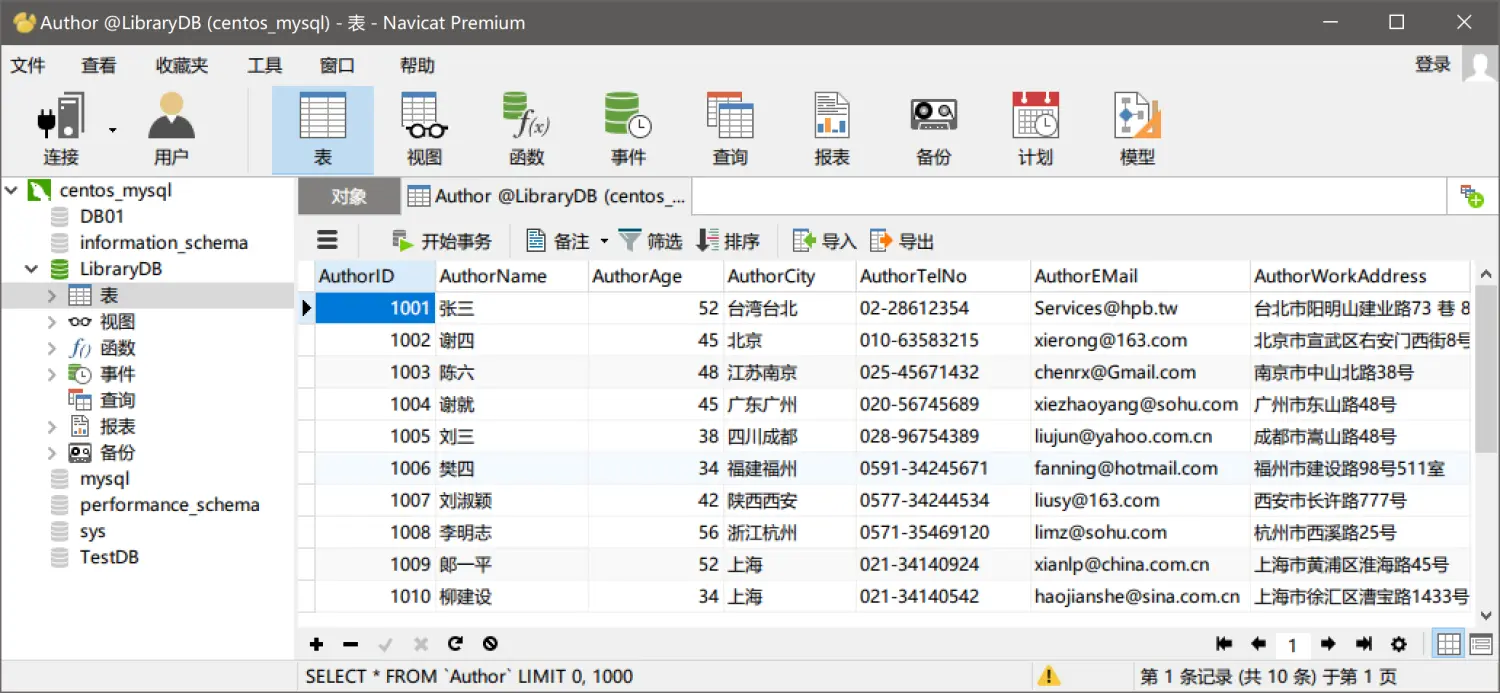 Author @LibraryDB (centos_mysql) - 表 - Navicat Premium
文件 查看 收藏夹 工具 窗口 帮助 登录
连接 用户 表 视图 函数 事件 查询 报表 备份 计划 模型
centos_mysql
DB01
information_schema
LibraryDB
表
视图
函数
事件
查询
报表
备份
mysql
performance_schema
sys
TestDB
对象 Author @LibraryDB (centos_...
开始事务 备注 筛选 排序 导入 导出
AuthorID AuthorName AuthorAge AuthorCity AuthorTelNo AuthorEMail AuthorWorkAddress
1001 张三 52 台湾台北 02-28612354 Services@hpb.tw 台北市阳明山建业路73 巷 8
1002 谢四 45 北京 010-63583215 xierong@163.com 北京市宣武区右安门西街8号
1003 陈六 48 江苏南京 025-45671432 chenrx@Gmail.com 南京市中山北路38号
1004 谢就 45 广东广州 020-56745689 xiezhaoyang@sohu.com 广州市东山路48号
1005 刘三 38 四川成都 028-96754389 liujun@yahoo.com.cn 成都市嵩山路48号
1006 樊四 34 福建福州 0591-34245671 fanning@hotmail.com 福州市建设路98号511室
1007 刘淑颖 42 陕西西安 0577-34244534 liusy@163.com 西安市长许路777号
1008 李明志 56 浙江杭州 0571-35469120 limz@sohu.com 杭州市西溪路25号
1009 郧一平 52 上海 021-34140924 xianlp@china.com.cn 上海市黄浦区淮海路45号
1010 柳建设 34 上海 021-34140542 haojianshe@sina.com.cn 上海市徐汇区漕宝路1433号
1
SELECT * FROM `Author` LIMIT 0, 1000 第 1 条记录 (共 10 条) 于第 1 页